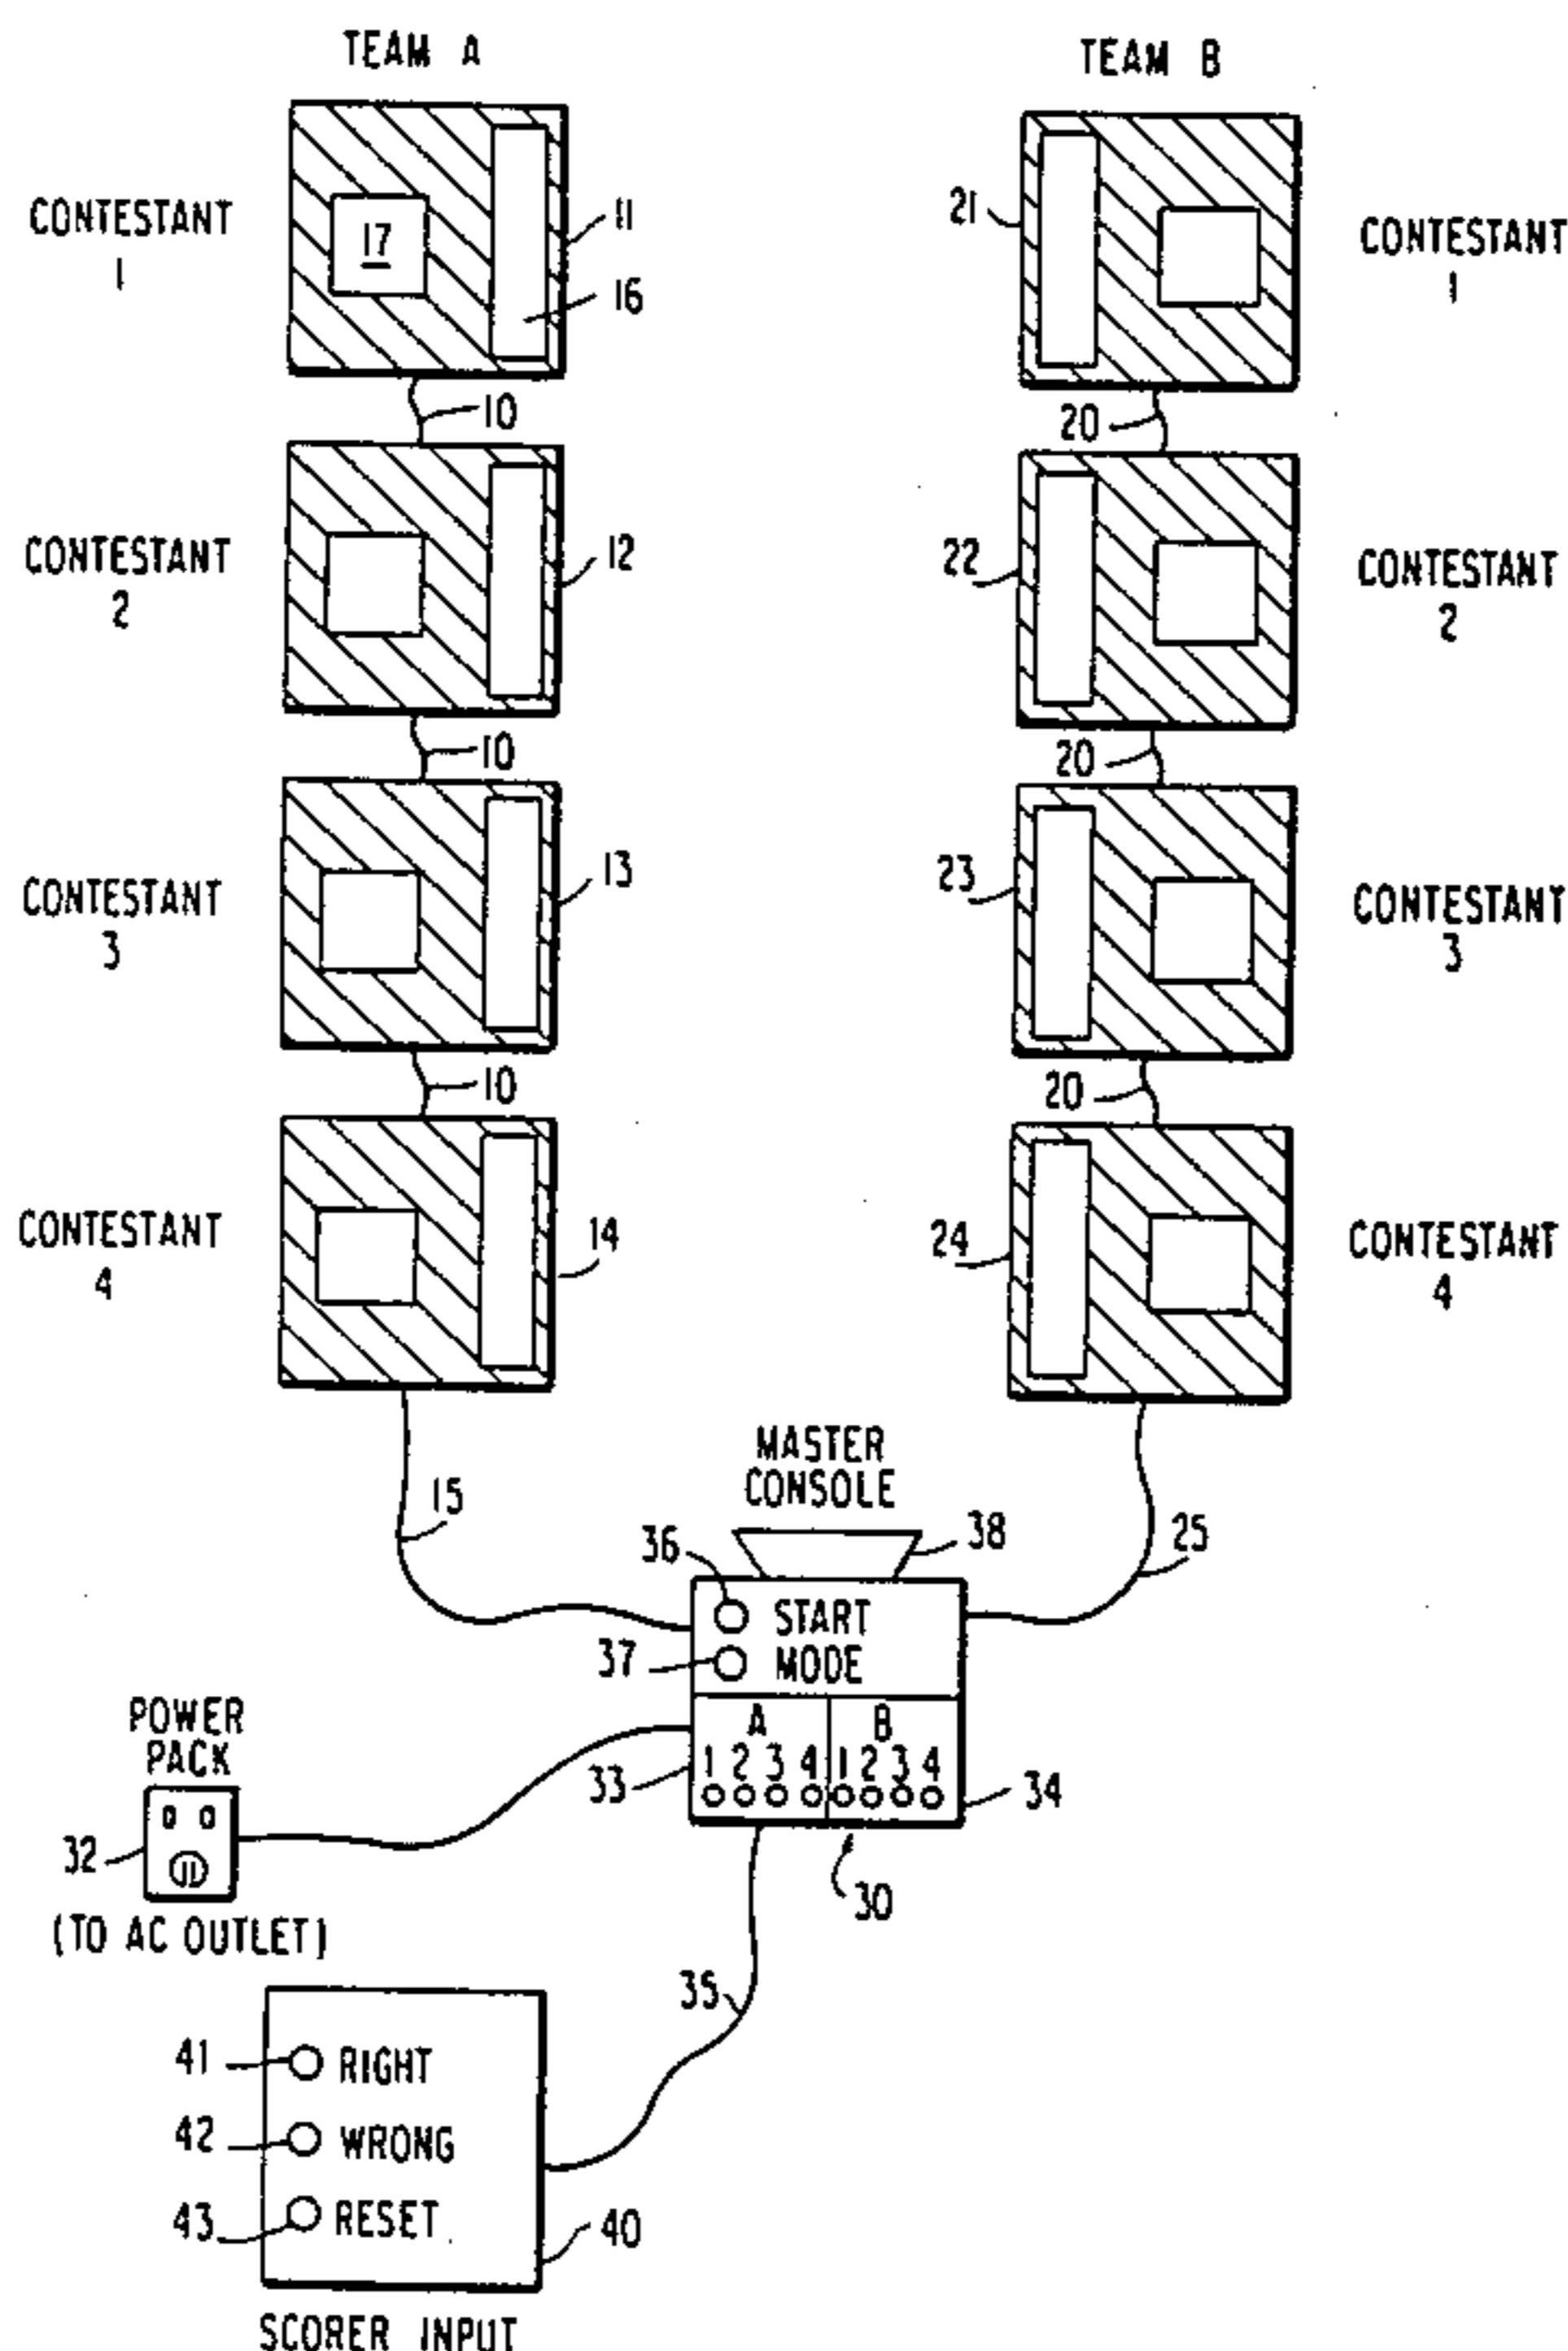 TEAM A
TEAM B
CONTESTANT
1
17
11
16
21
CONTESTANT
1
10
20
CONTESTANT
2
12
22
CONTESTANT
2
10
20
CONTESTANT
3
13
23
CONTESTANT
3
10
20
CONTESTANT
4
14
24
CONTESTANT
4
MASTER
CONSOLE
15
36
38
25
START
37
MODE
POWER
PACK
A
B
1 2 3 4
1 2 3 4
33
34
32
30
(TO AC OUTLET)
35
41
RIGHT
42
WRONG
43
RESET
40
SCORER INPUT